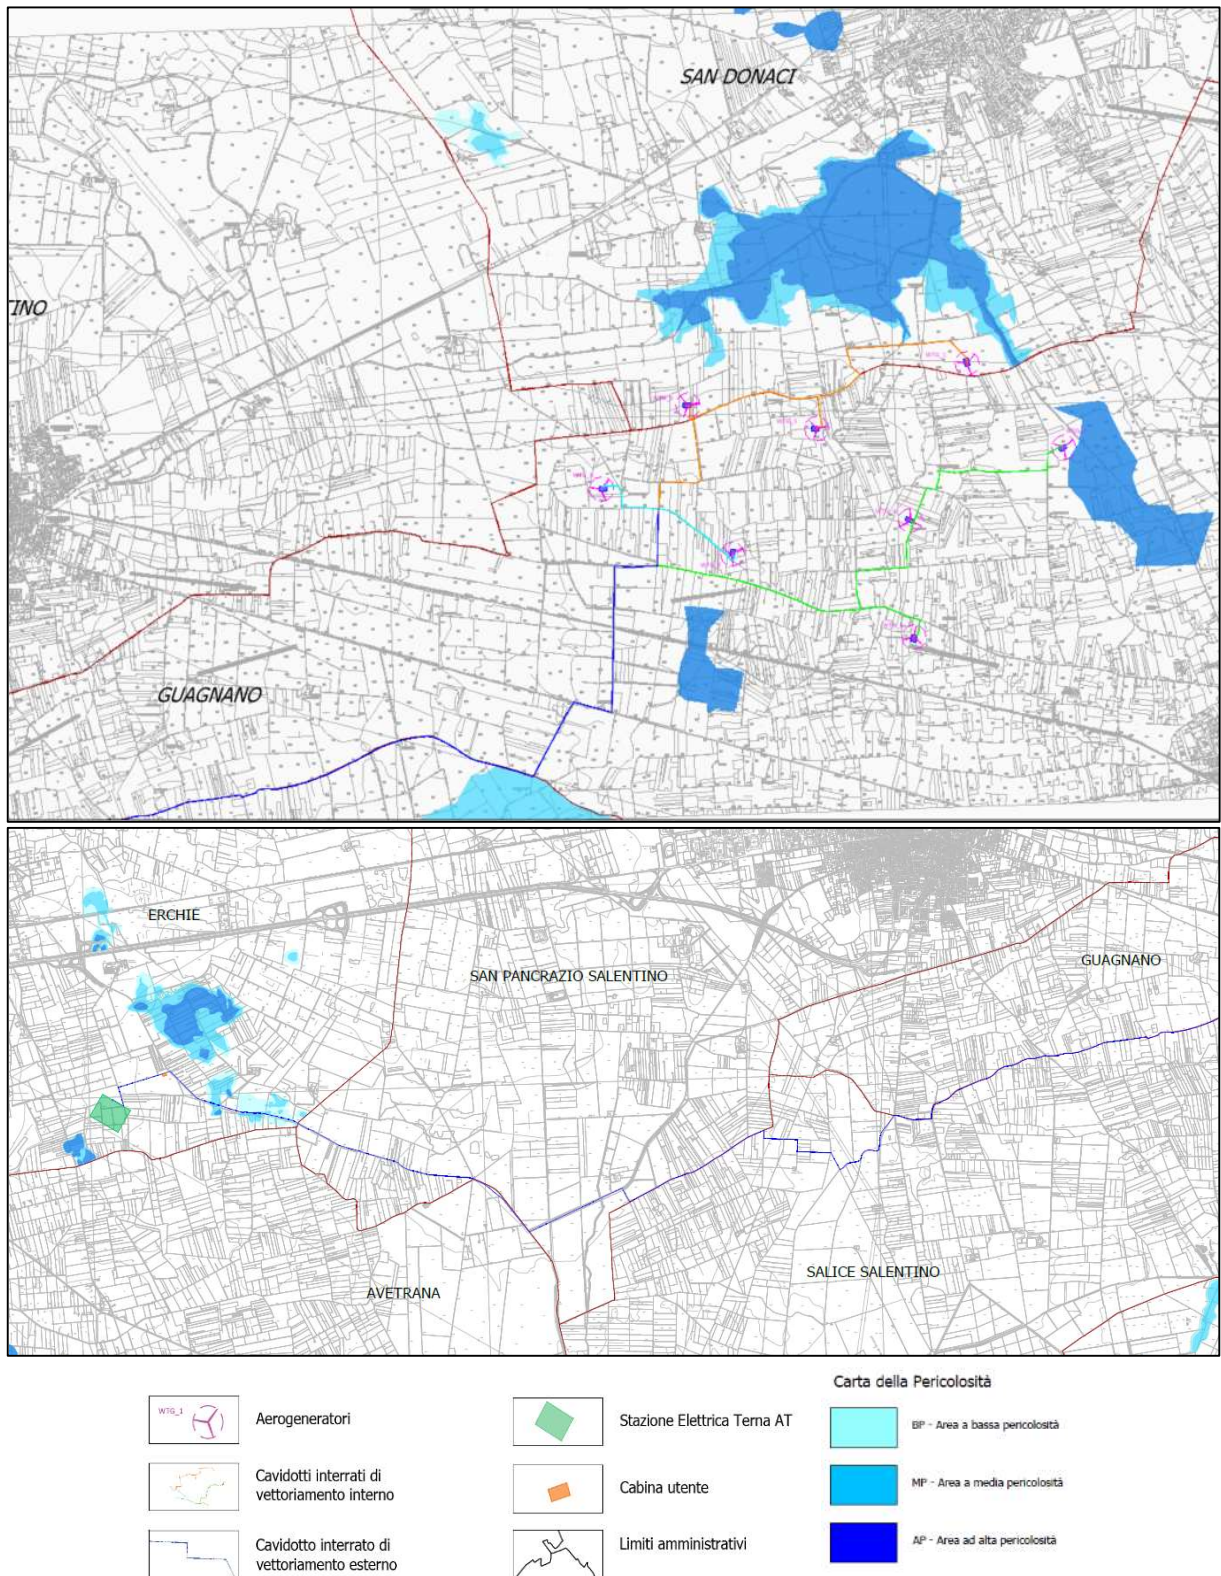 SAN DONACI
TINO
GUAGNANO
ERCHIE
SAN PANCRAZIO SALENTINO
GUAGNANO
SALICE SALENTINO
AVETRANA
Carta della Pericolosità
WTG_1
Aerogeneratori
Stazione Elettrica Terna AT
BP - Area a bassa pericolosità
Cavidotti interrati di
vettoriamento interno
Cabina utente
MP - Area a media pericolosità
Cavidotto interrato di
vettoriamento esterno
Limiti amministrativi
AP - Area ad alta pericolosità